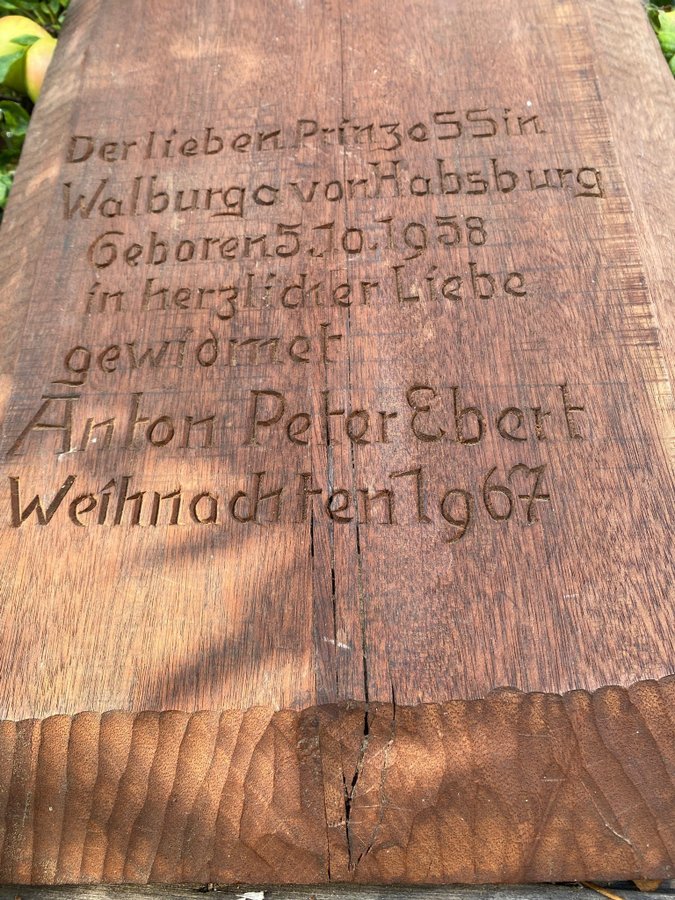 Der lieben Prinzessin
Walburga von Habsburg
Geboren 5.10.1958
in herzlicher Liebe
gewidmet
Anton Peter Ebert
Weihnachten 1967